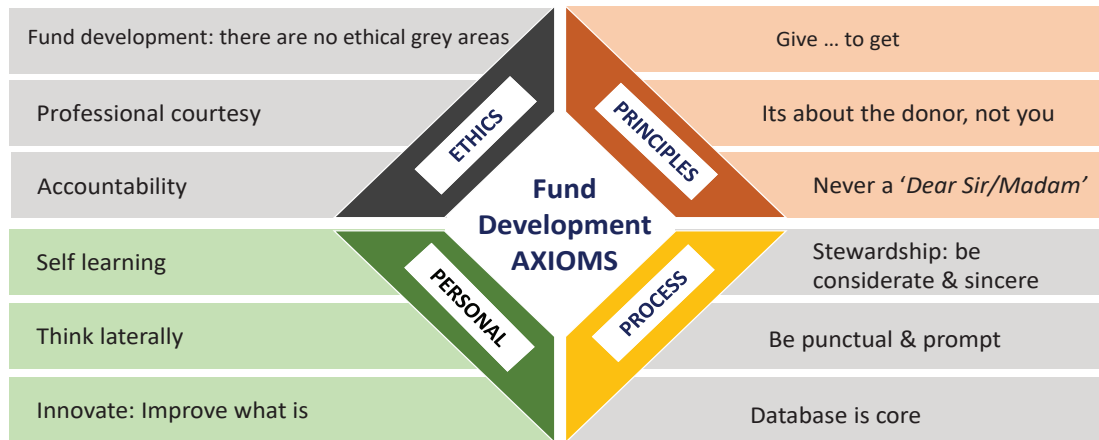 Fund development: there are no ethical grey areas
Professional courtesy
Accountability
ETHICS
Give … to get
Its about the donor, not you
Never a ‘Dear Sir/Madam’
PRINCIPLES
Fund
Development
AXIOMS
Self learning
Think laterally
Innovate: Improve what is
PERSONAL
Stewardship: be
considerate & sincere
Be punctual & prompt
Database is core
PROCESS